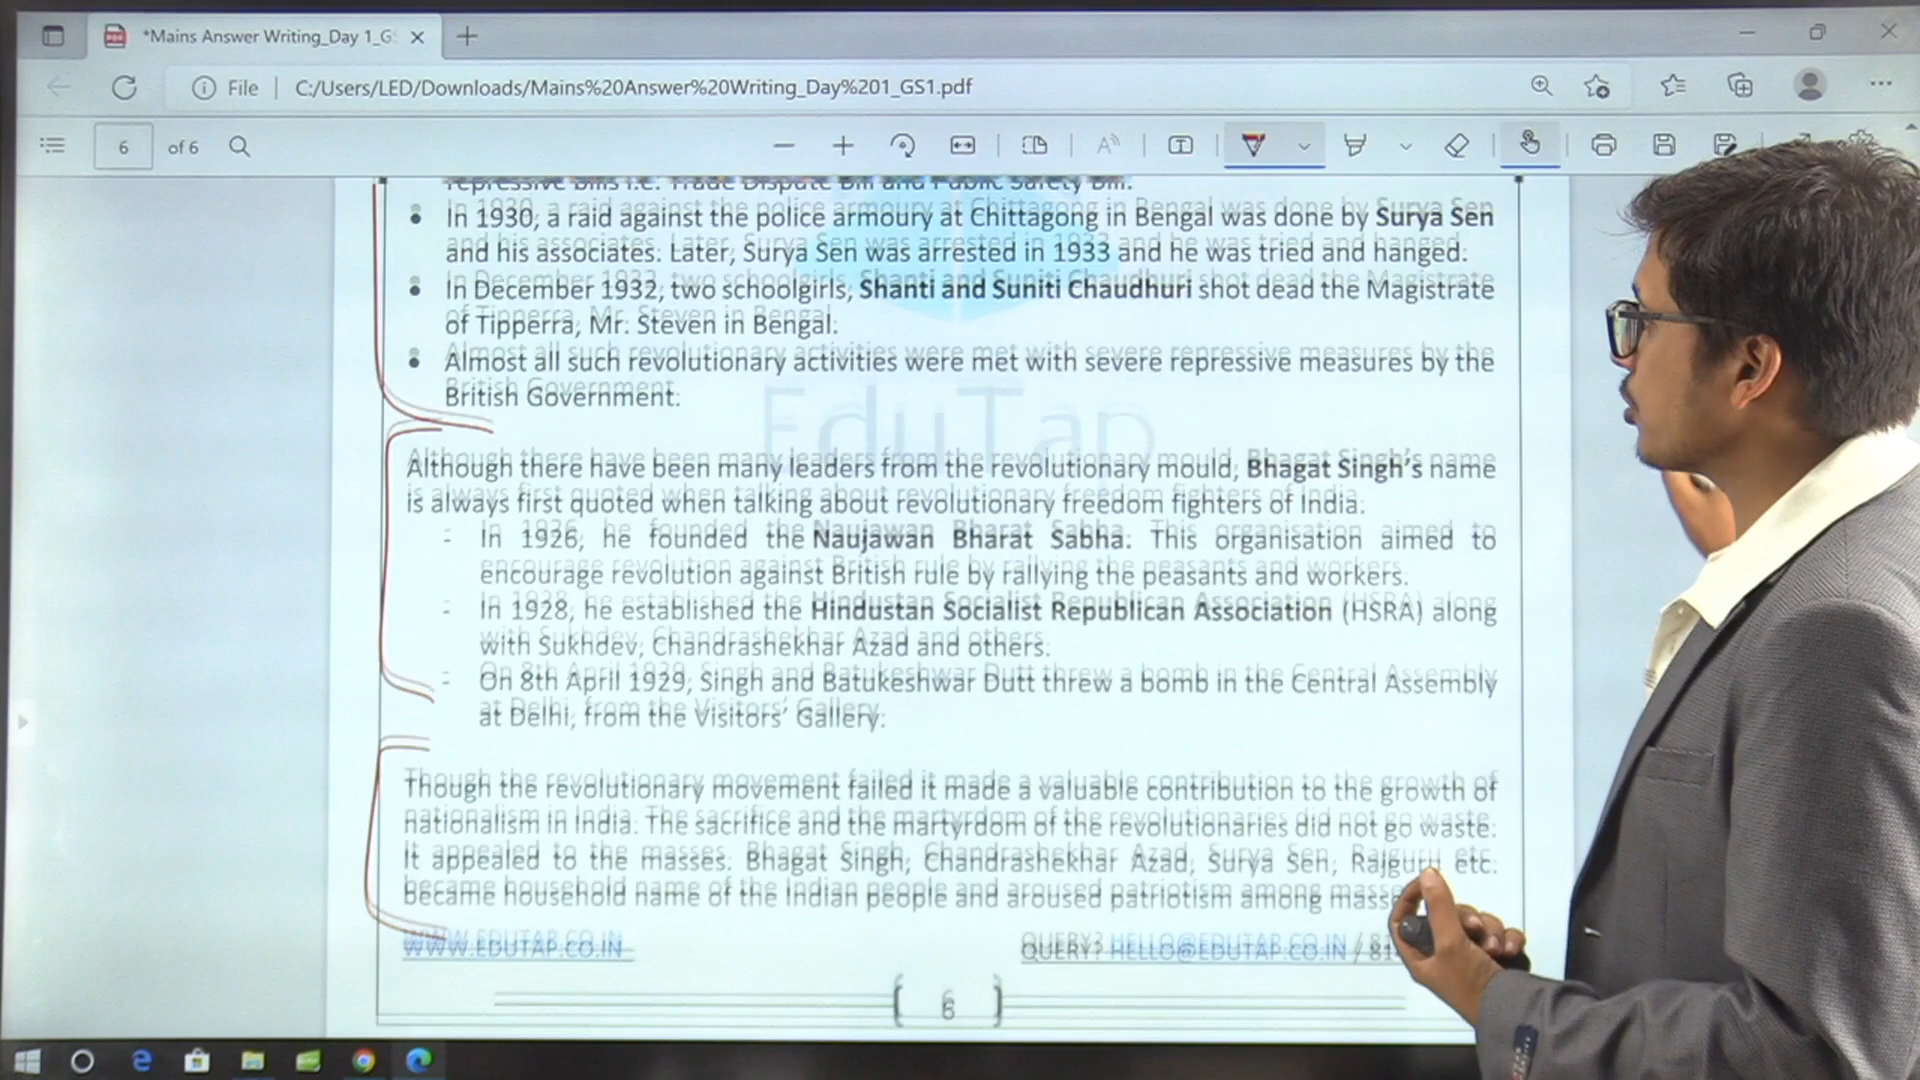 *Mains Answer Writing_Day 1_G
File C:/Users/LED/Downloads/Mains%20Answer%20Writing_Day%201_GS1.pdf
6 of 6
repressive bills i.e. Trade Dispute Bill and Public Safety Bill.
• In 1930, a raid against the police armoury at Chittagong in Bengal was done by Surya Sen
and his associates. Later, Surya Sen was arrested in 1933 and he was tried and hanged.
• In December 1932, two schoolgirls, Shanti and Suniti Chaudhuri shot dead the Magistrate
of Tipperra, Mr. Steven in Bengal.
• Almost all such revolutionary activities were met with severe repressive measures by the
British Government.
EduTap
Although there have been many leaders from the revolutionary mould, Bhagat Singh's name
is always first quoted when talking about revolutionary freedom fighters of India.
- In 1926, he founded the Naujawan Bharat Sabha. This organisation aimed to
encourage revolution against British rule by rallying the peasants and workers.
- In 1928, he established the Hindustan Socialist Republican Association (HSRA) along
with Sukhdev, Chandrashekhar Azad and others.
- On 8th April 1929, Singh and Batukeshwar Dutt threw a bomb in the Central Assembly
at Delhi, from the Visitors' Gallery.
Though the revolutionary movement failed it made a valuable contribution to the growth of
nationalism in India. The sacrifice and the martyrdom of the revolutionaries did not go waste.
It appealed to the masses. Bhagat Singh, Chandrashekhar Azad, Surya Sen, Rajguru etc.
became household name of the Indian people and aroused patriotism among masse
WWW.EDUTAP.CO.IN QUERY? HELLO@EDUTAP.CO.IN / 81
6